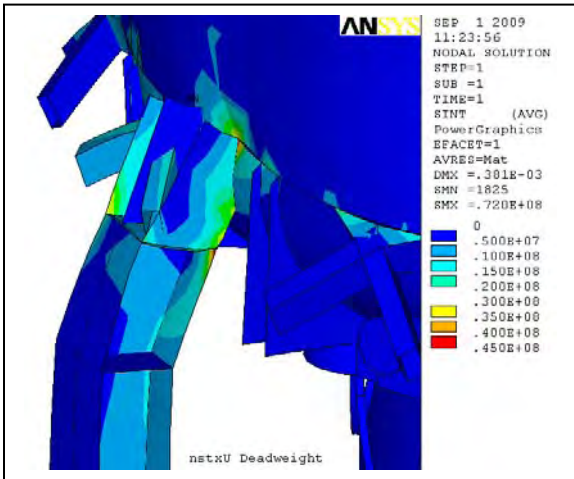 ANSYS
SEP 1 2009
11:23:56
NODAL SOLUTION
STEP=1
SUB =1
TIME=1
SINT (AVG)
PowerGraphics
EFACET=1
AVRES=Mat
DMX =.381E-03
SMN =1825
SMX =.720E+08
0
.500E+07
.100E+08
.150E+08
.200E+08
.300E+08
.350E+08
.400E+08
.450E+08
nstxU Deadweight